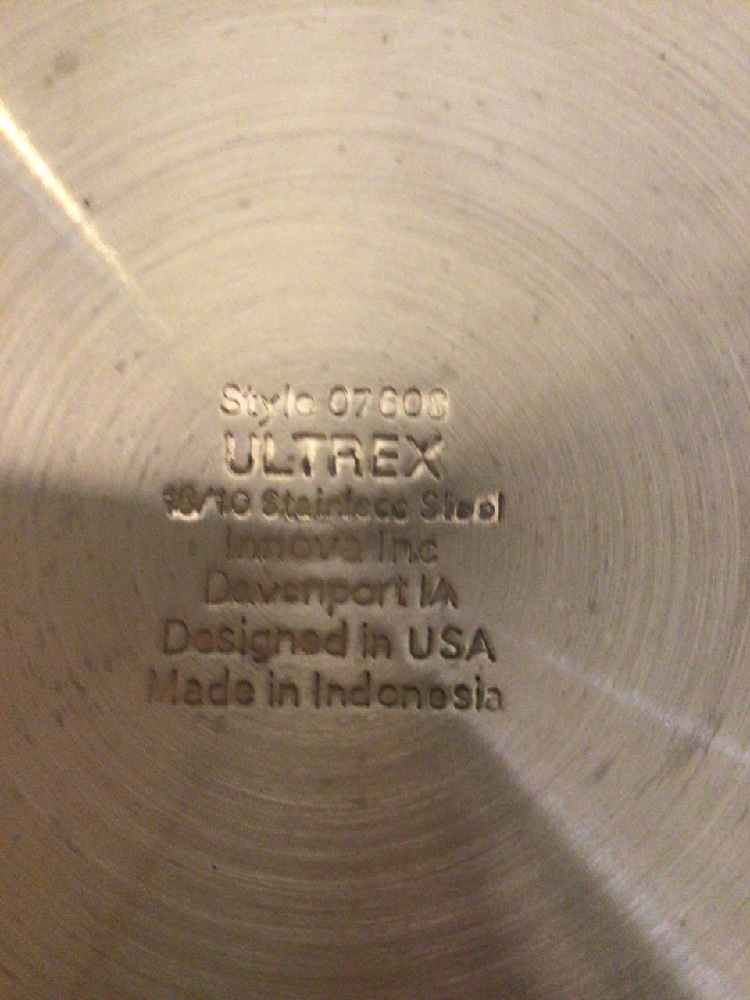 Style 07608
ULTREX
18/10 Stainless Steel
Innova Inc
Davenport IA
Designed in USA
Made in Indonesia